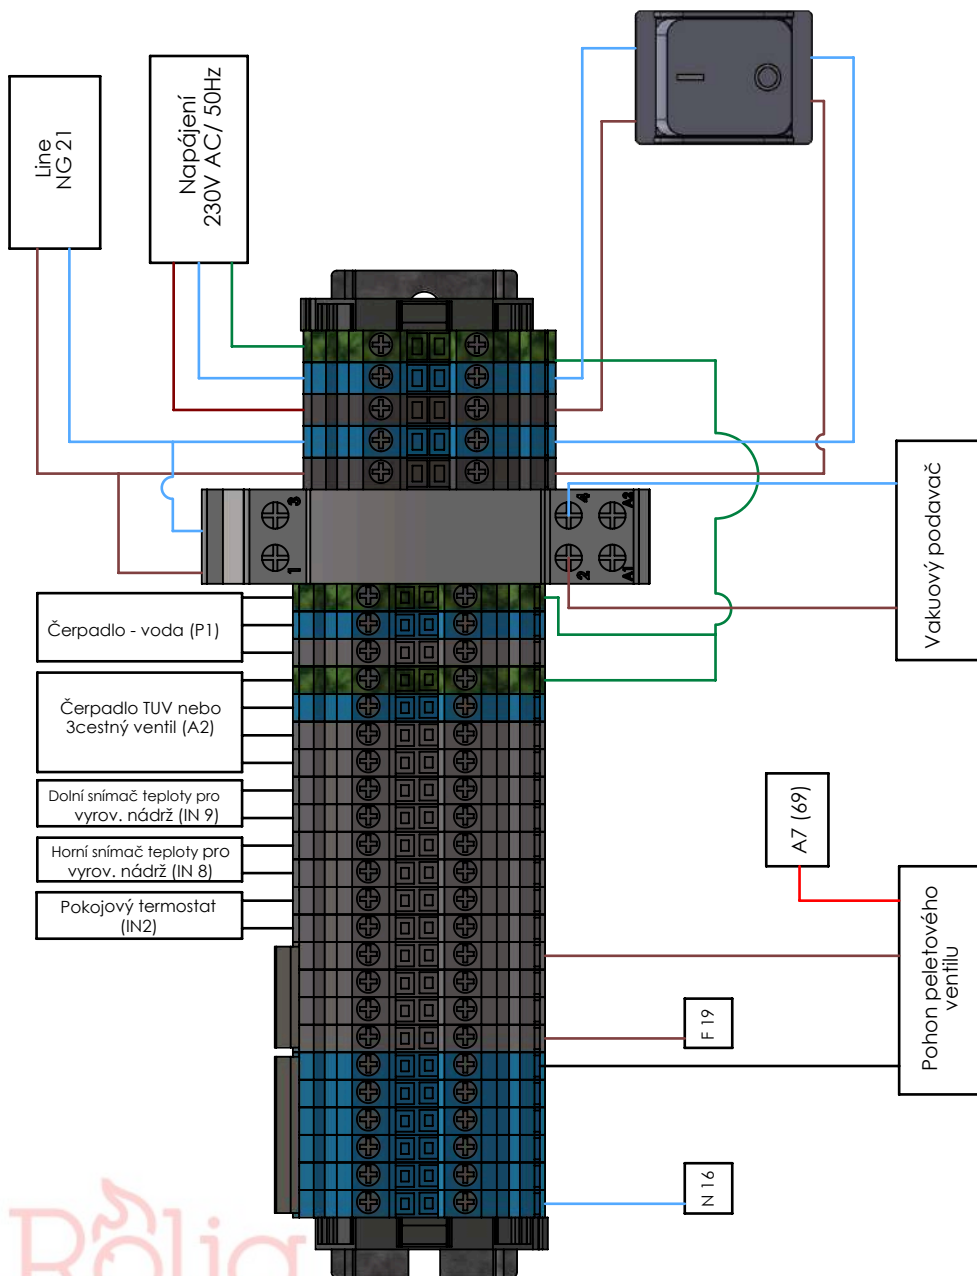 Line
NG 21
Napájení
230V AC/ 50Hz
3
1
4
2
A2
A1
Čerpadlo - voda (P1)
Čerpadlo TUV nebo
3cestný ventil (A2)
Dolní snímač teploty pro
vyrov. nádrž (IN 9)
Horní snímač teploty pro
vyrov. nádrž (IN 8)
Pokojový termostat
(IN2)
Vakuový podavač
A7 (69)
Pohon peletového
ventilu
F 19
N 16
Rolig